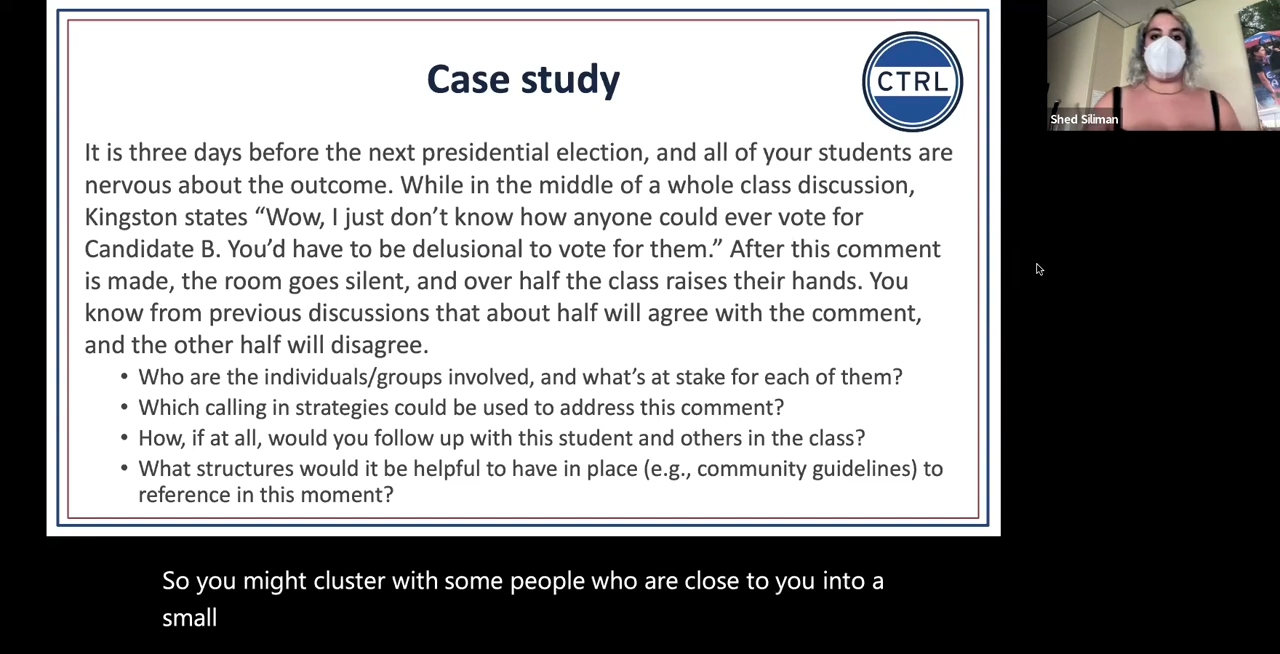 Case study
CTRL
It is three days before the next presidential election, and all of your students are
nervous about the outcome. While in the middle of a whole class discussion,
Kingston states “Wow, I just don’t know how anyone could ever vote for
Candidate B. You’d have to be delusional to vote for them.” After this comment
is made, the room goes silent, and over half the class raises their hands. You
know from previous discussions that about half will agree with the comment,
and the other half will disagree.
• Who are the individuals/groups involved, and what’s at stake for each of them?
• Which calling in strategies could be used to address this comment?
• How, if at all, would you follow up with this student and others in the class?
• What structures would it be helpful to have in place (e.g., community guidelines) to
reference in this moment?
Shed Siliman
So you might cluster with some people who are close to you into a
small